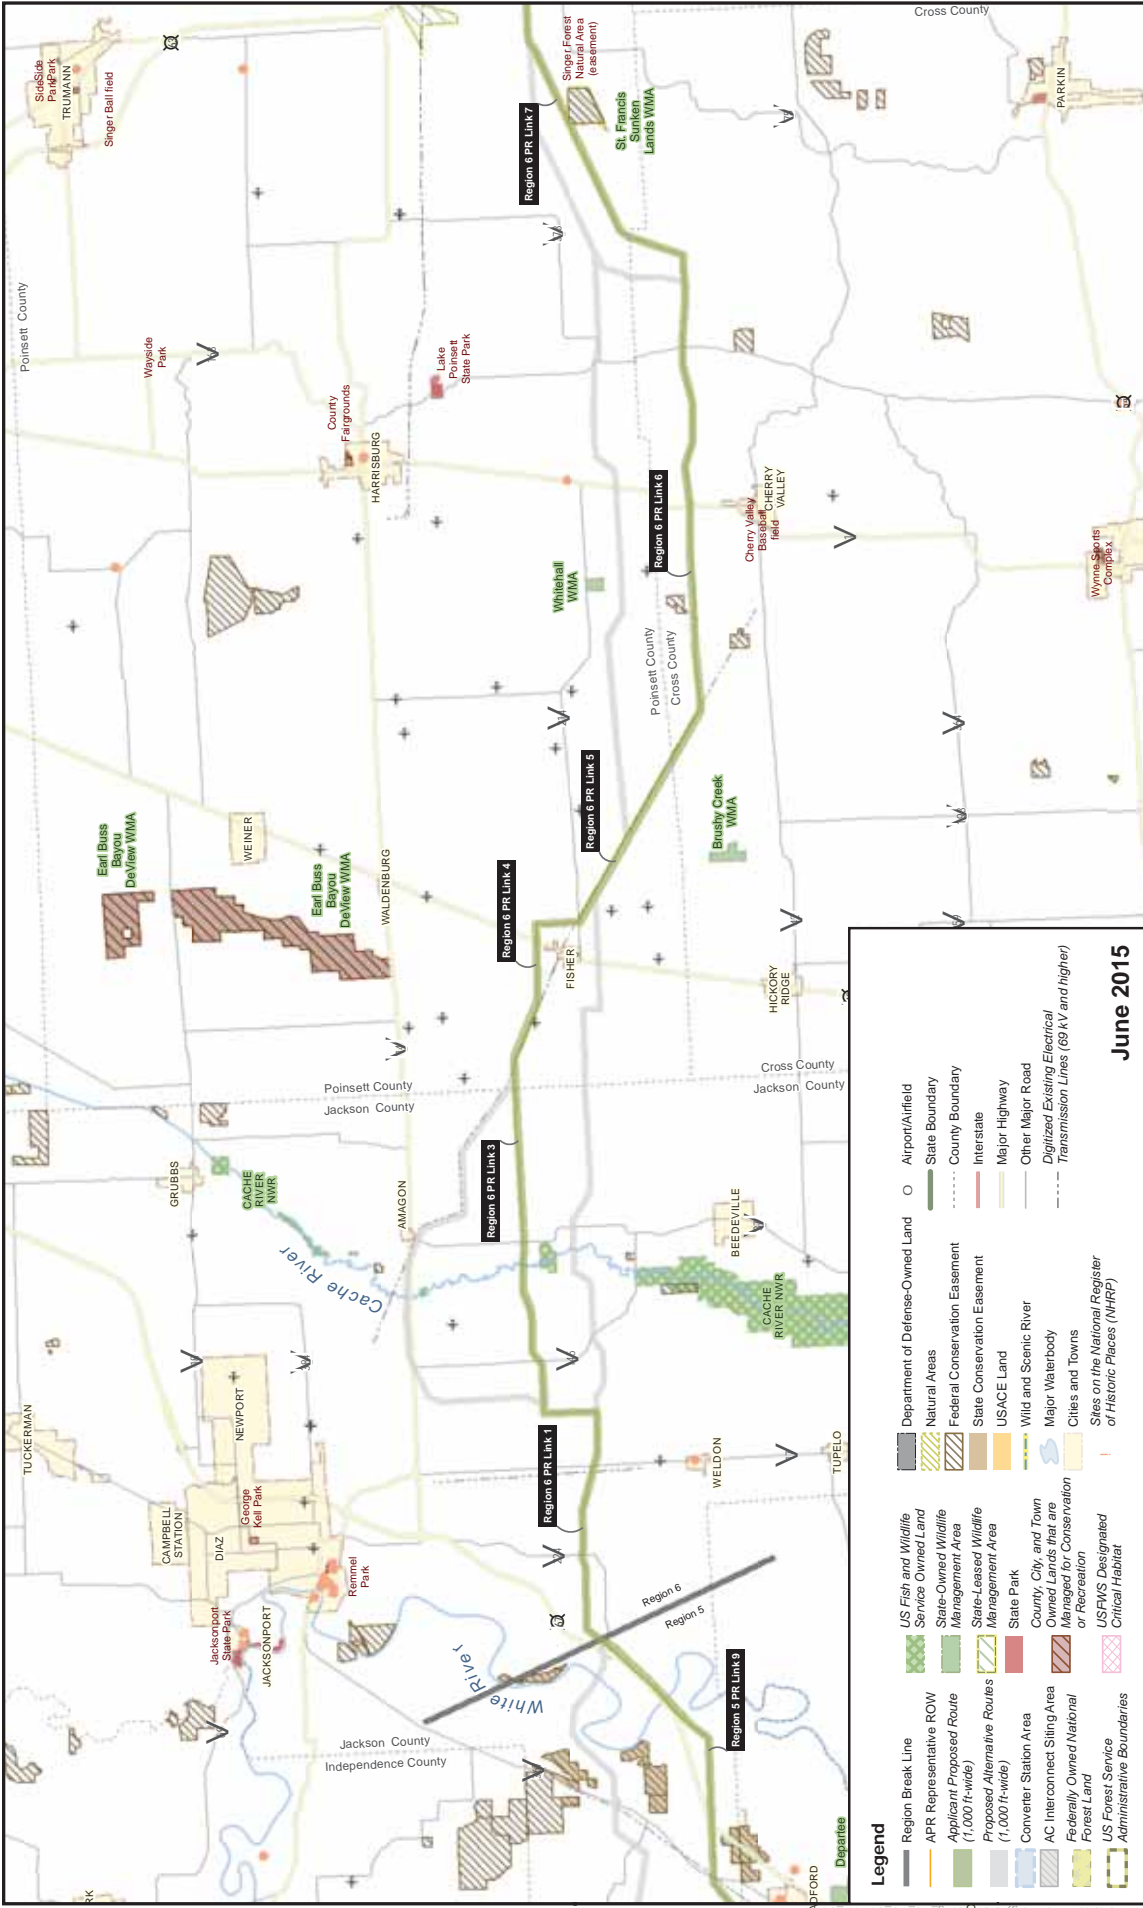 Jacksonport
State Park
JACKSONPORT
CAMPBELL
STATION
DIAZ
George
Kell Park
NEWPORT
Remmel
Park
TUCKERMAN
GRUBBS
CACHE
RIVER
NWR
AMAGON
Cache River
Jackson County
Independence County
White River
Region 6
Region 5
Region 5 PR Link 9
Region 6 PR Link 1
Region 6 PR Link 3
Region 6 PR Link 4
Region 6 PR Link 5
Region 6 PR Link 6
Region 6 PR Link 7
WELDON
TUPELO
BEEDEVILLE
CACHE
RIVER NWR
Departee
Poinsett County
Jackson County
Cross County
Jackson County
Earl Buss
Bayou
DeView WMA
Earl Buss
Bayou
DeView WMA
WEINER
WALDENBURG
FISHER
HICKORY
RIDGE
Brushy Creek
WMA
Whitehall
WMA
Poinsett County
Cross County
HARRISBURG
County
Fairgrounds
Lake
Poinsett
State Park
Wayside
Park
Poinsett County
TRUMANN
Singer Ball field
Singer Forest
Natural Area
(easement)
St. Francis
Sunken
Lands WMA
Cherry Valley
Baseball
field
CHERRY
VALLEY
Wynne Sports
Complex
PARKIN
Cross County
Legend
Region Break Line
APR Representative ROW
Applicant Proposed Route
(1,000 ft-wide)
Proposed Alternative Routes
(1,000 ft-wide)
Converter Station Area
AC Interconnect Siting Area
Federally Owned National
Forest Land
US Forest Service
Administrative Boundaries
US Fish and Wildlife
Service Owned Land
State-Owned Wildlife
Management Area
State-Leased Wildlife
Management Area
State Park
County, City, and Town
Owned Lands that are
Managed for Conservation
or Recreation
USFWS Designated
Critical Habitat
Department of Defense-Owned Land
Natural Areas
Federal Conservation Easement
State Conservation Easement
USACE Land
Wild and Scenic River
Major Waterbody
Cities and Towns
Sites on the National Register
of Historic Places (NHRP)
Airport/Airfield
State Boundary
County Boundary
Interstate
Major Highway
Other Major Road
Digitized Existing Electrical
Transmission Lines (69 kV and higher)
June 2015